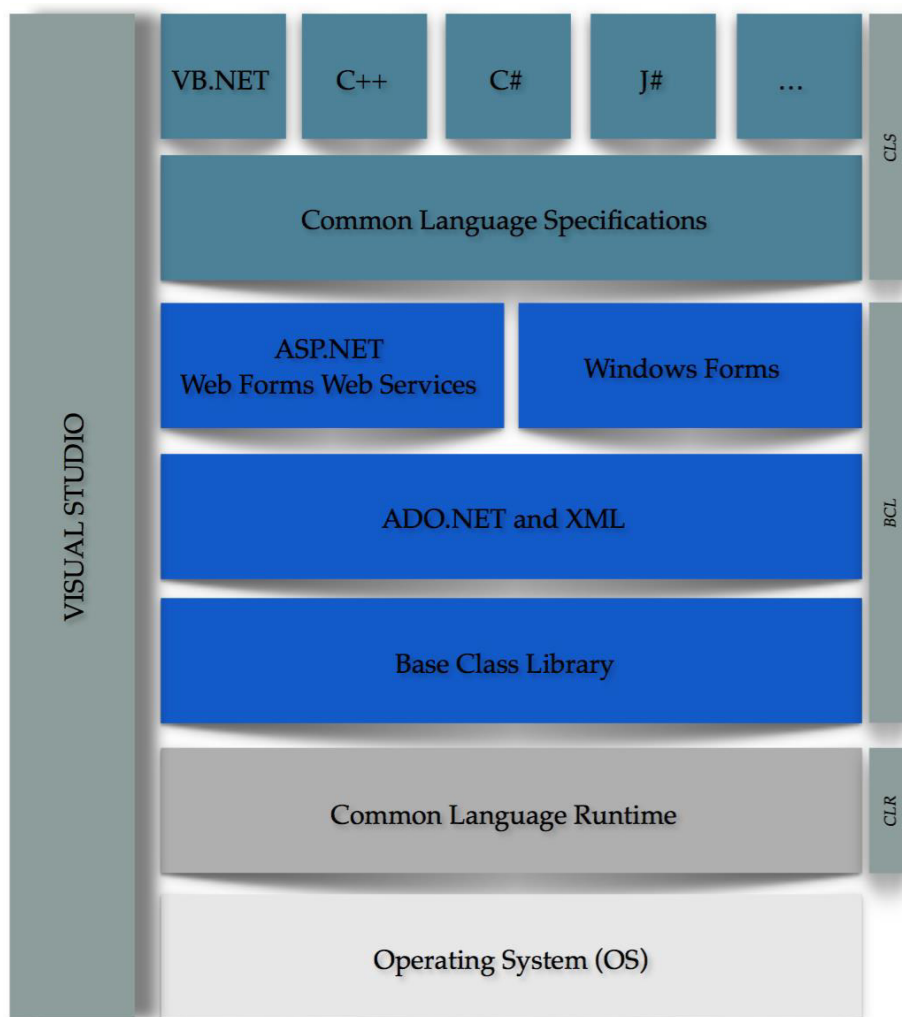 VISUAL STUDIO
VB.NET
C++
C#
J#
...
CLS
Common Language Specifications
ASP.NET
Web Forms Web Services
Windows Forms
ADO.NET and XML
BCL
Base Class Library
Common Language Runtime
CLR
Operating System (OS)